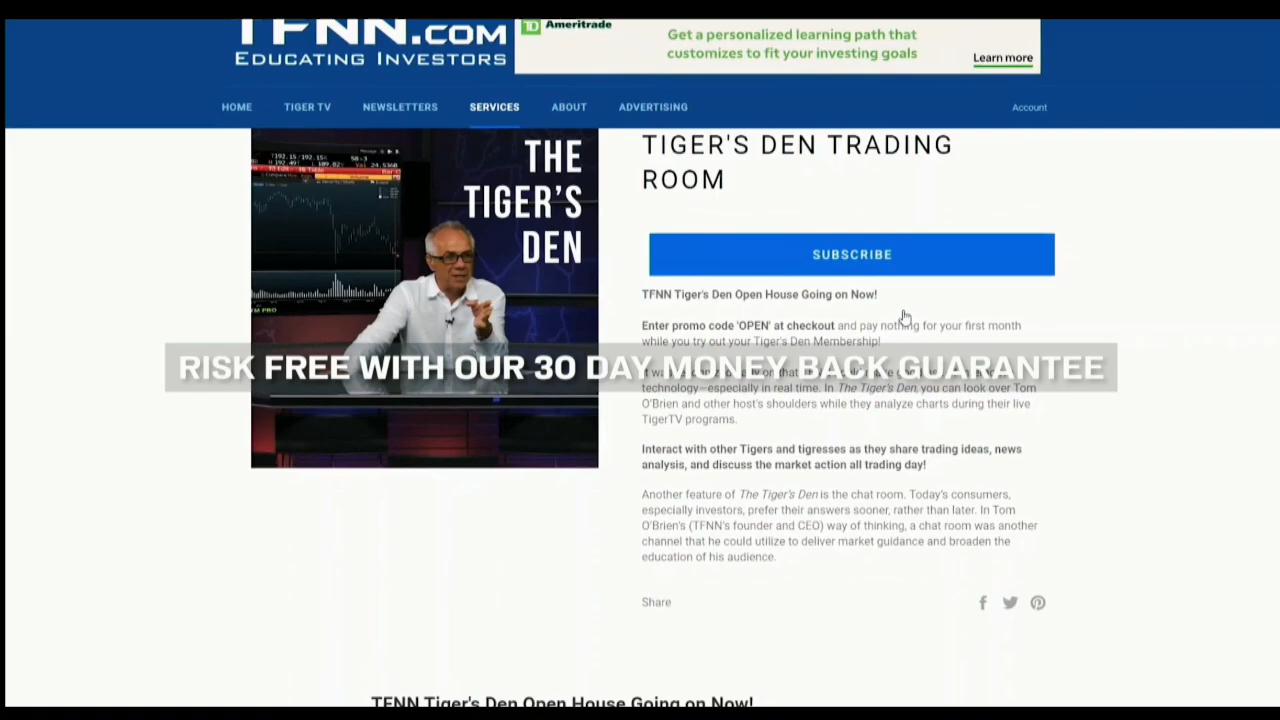 TFNN.COM
EDUCATING INVESTORS
TD Ameritrade
Get a personalized learning path that
customizes to fit your investing goals
Learn more
HOME TIGER TV NEWSLETTERS SERVICES ABOUT ADVERTISING Account
THE
TIGER'S
DEN
TIGER'S DEN TRADING
ROOM
SUBSCRIBE
TFNN Tiger's Den Open House Going on Now!
Enter promo code 'OPEN' at checkout and pay nothing for your first month
while you try out your Tiger's Den Membership!
RISK FREE WITH OUR 30 DAY MONEY BACK GUARANTEE
technology—especially in real time. In The Tiger's Den, you can look over Tom
O'Brien and other host's shoulders while they analyze charts during their live
TigerTV programs.
Interact with other Tigers and tigresses as they share trading ideas, news
analysis, and discuss the market action all trading day!
Another feature of The Tiger's Den is the chat room. Today's consumers,
especially investors, prefer their answers sooner, rather than later. In Tom
O'Brien's (TFNN's founder and CEO) way of thinking, a chat room was another
channel that he could utilize to deliver market guidance and broaden the
education of his audience.
Share
TFNN Tiger's Den Open House Going on Now!